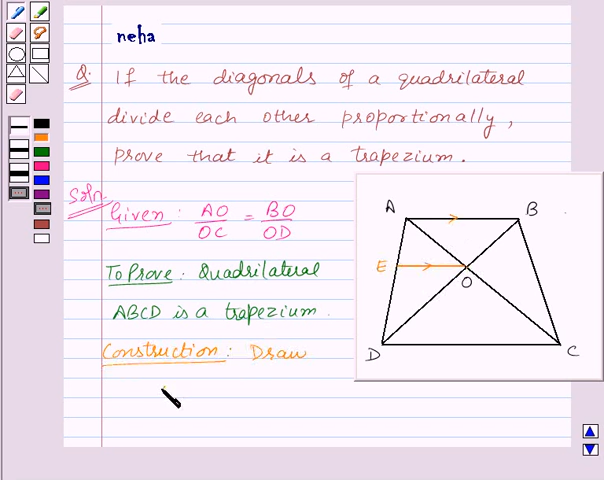 neha
Q. If the diagonals of a quadrilateral
divide each other proportionally,
prove that it is a trapezium.
Soln
Given: AO/OC = BO/OD
To Prove: Quadrilateral
ABCD is a trapezium.
Construction: Draw
A B
E
O
D C